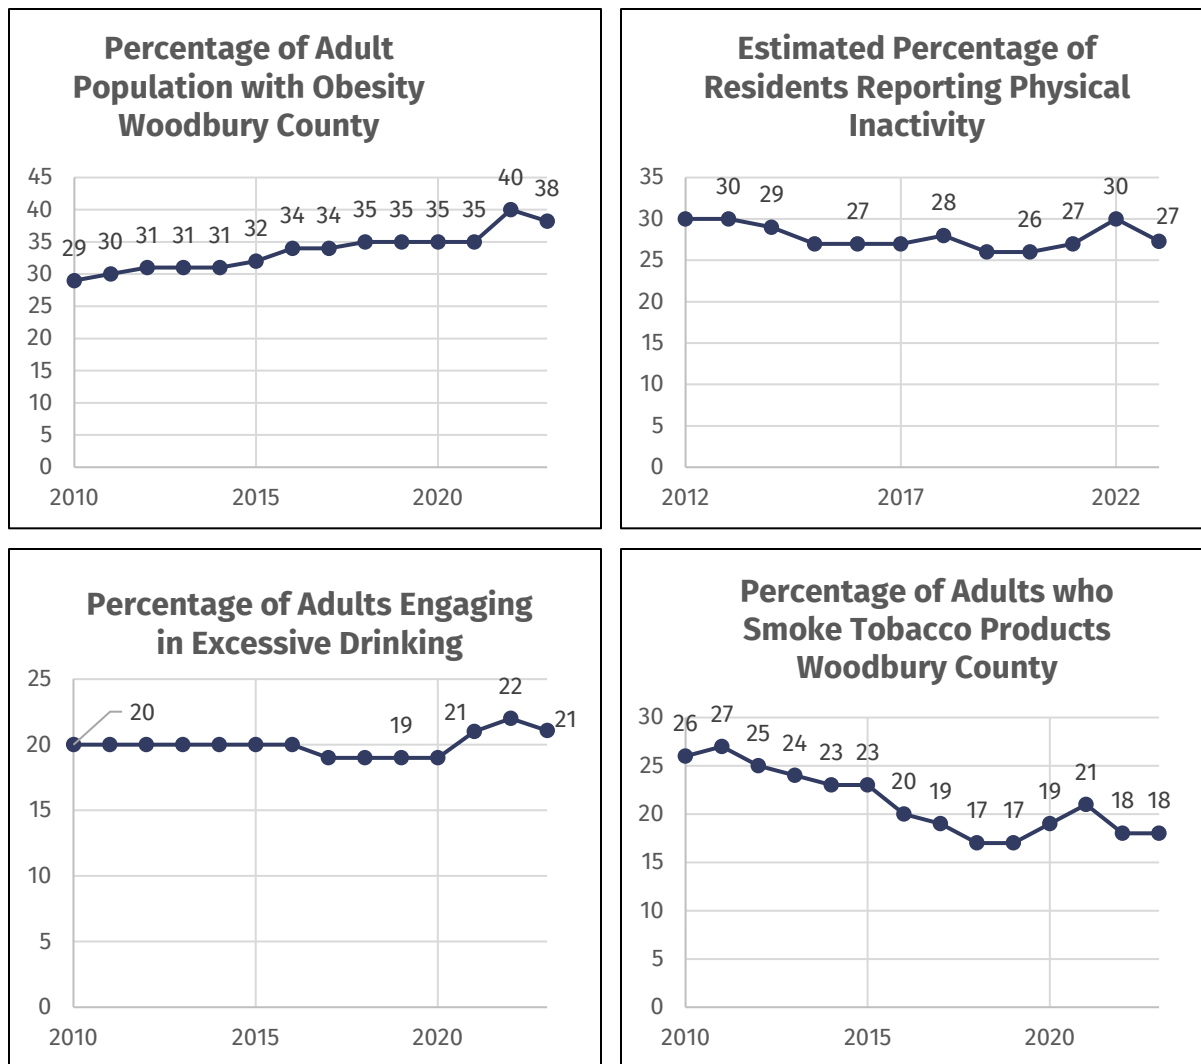 Percentage of Adult
Population with Obesity
Woodbury County
45
40
35
30
25
20
15
10
5
0
29 30 31 31 31 32 34 34 35 35 35 35 40 38
2010 2015 2020
Estimated Percentage of
Residents Reporting Physical
Inactivity
35
30
25
20
15
10
5
0
30 29 27 28 26 27 30 27
2012 2017 2022
Percentage of Adults Engaging
in Excessive Drinking
25
20
15
10
5
0
20 19 21 22 21
2010 2015 2020
Percentage of Adults who
Smoke Tobacco Products
Woodbury County
30
25
20
15
10
5
0
26 27 25 24 23 23 20 19 17 17 19 21 18 18
2010 2015 2020